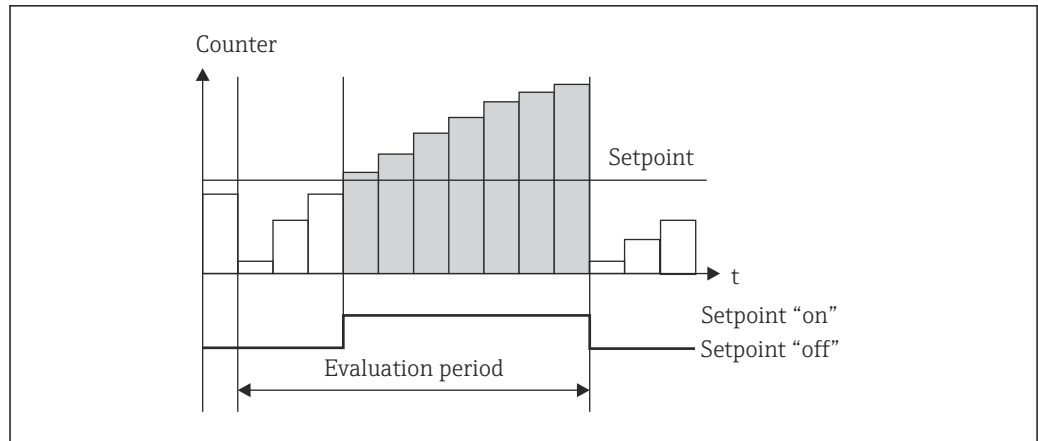 Counter
Setpoint
t
Setpoint “on”
Setpoint “off”
Evaluation period